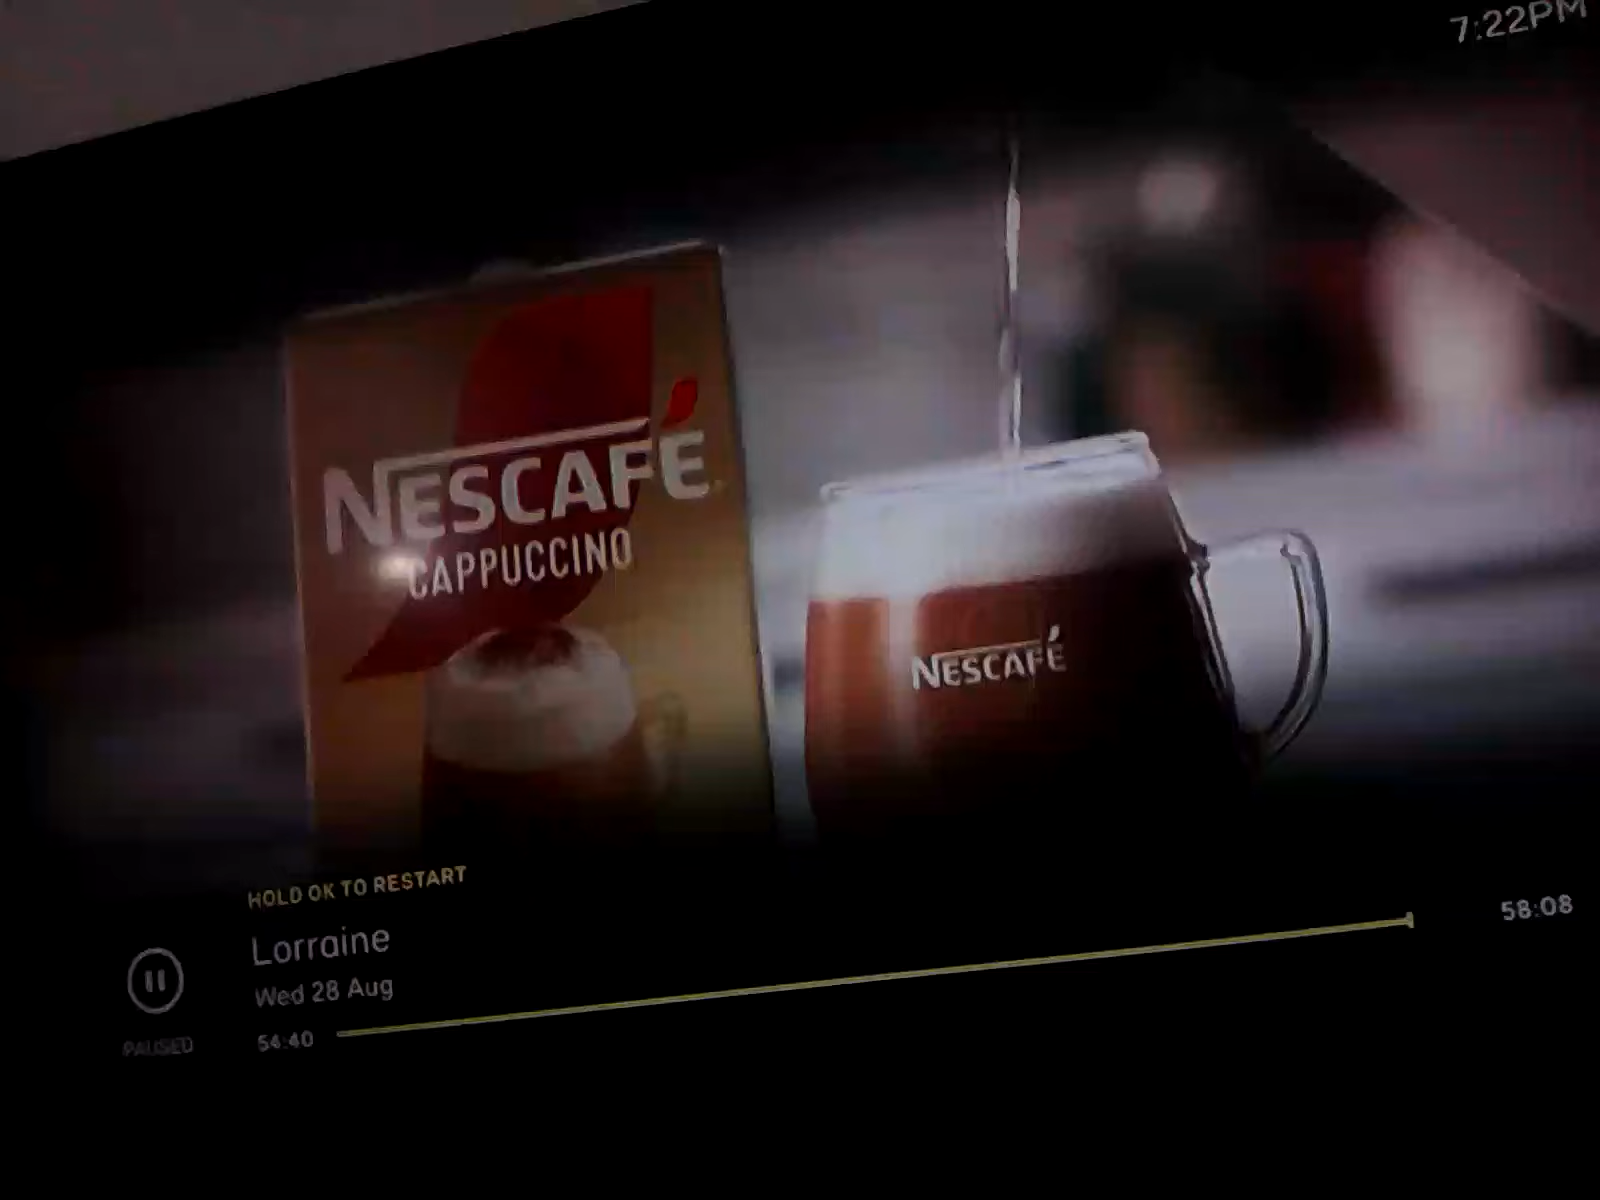 7:22PM
NESCAFÉ
CAPPUCCINO
NESCAFÉ
HOLD OK TO RESTART
Lorraine
Wed 28 Aug
54:40
58:08
PAUSED